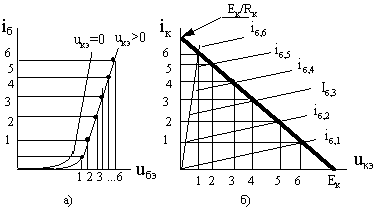 Eк/Rк
iб
uкэ=0
uкэ>0
iк
iб,6
6
5
4
3
2
1
6
5
4
3
2
1
iб,5
iб,4
Iб,3
iб,2
iб,1
1 2 3 ... 6
uбэ
1 2 3 4 5 6
Eк
uкэ
а)
б)